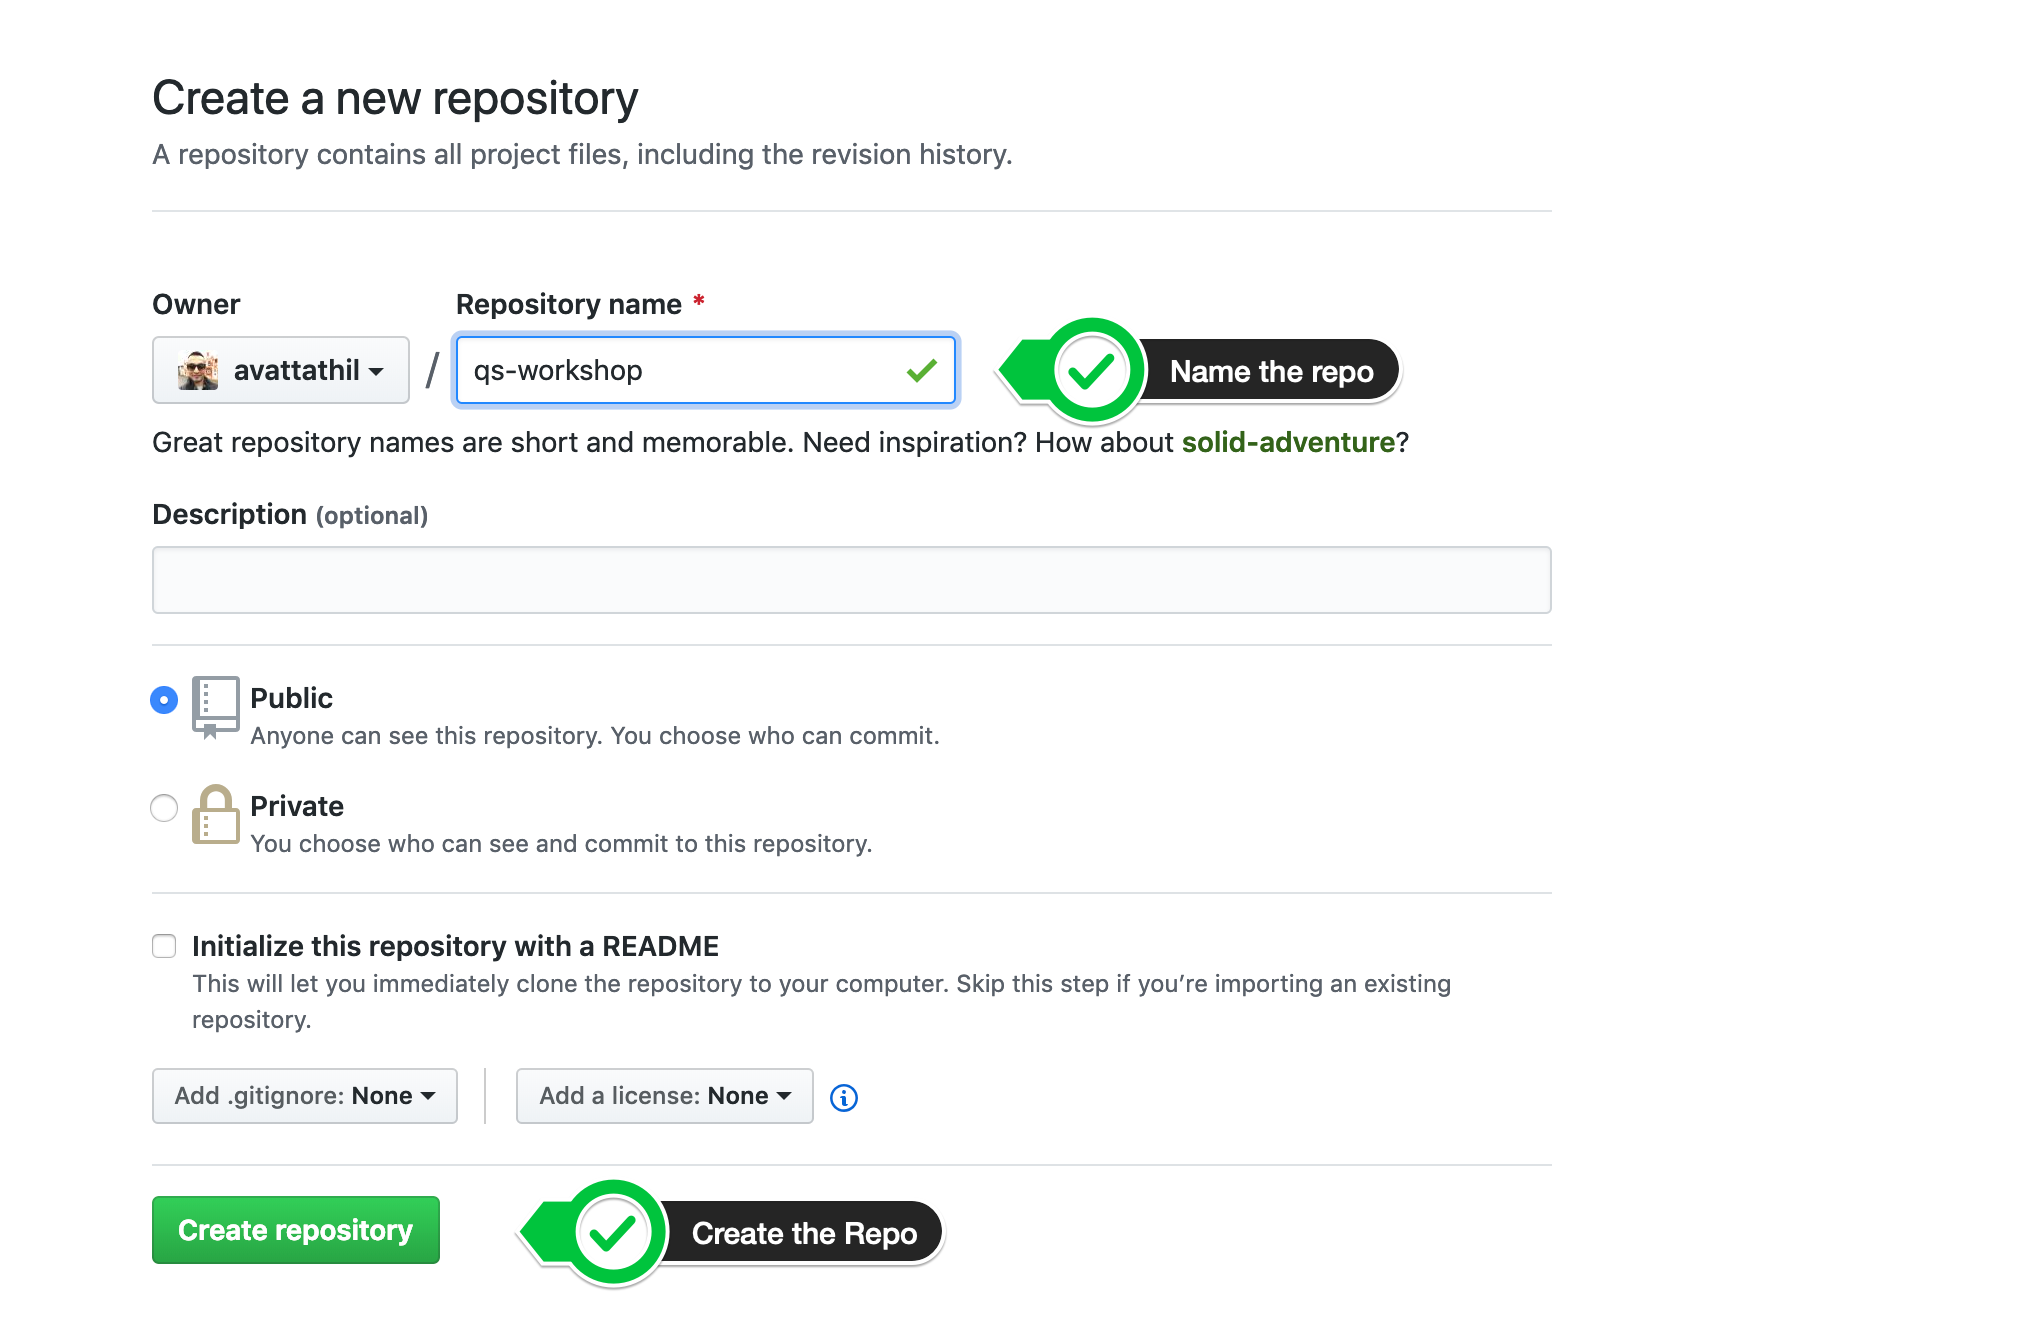 Create a new repository
A repository contains all project files, including the revision history.
Owner
Repository name *
avattathil / qs-workshop
Name the repo
Great repository names are short and memorable. Need inspiration? How about solid-adventure?
Description (optional)
Public
Anyone can see this repository. You choose who can commit.
Private
You choose who can see and commit to this repository.
Initialize this repository with a README
This will let you immediately clone the repository to your computer. Skip this step if you’re importing an existing
repository.
Add .gitignore: None
Add a license: None
Create repository
Create the Repo